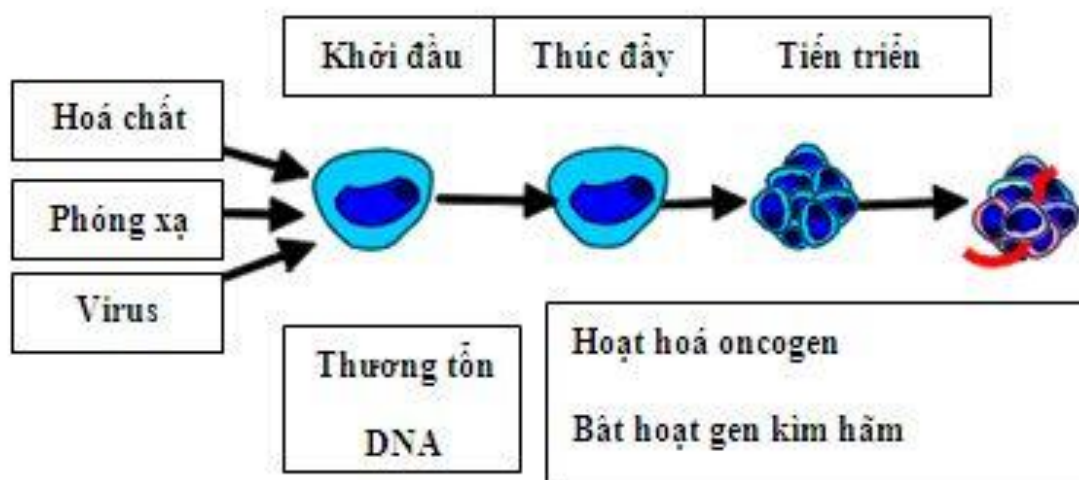 Khởi đầu
Thúc đẩy
Tiến triển
Hoá chất
Phóng xạ
Virus
Thương tổn
DNA
Hoạt hoá oncogen
Bất hoạt gen kìm hãm